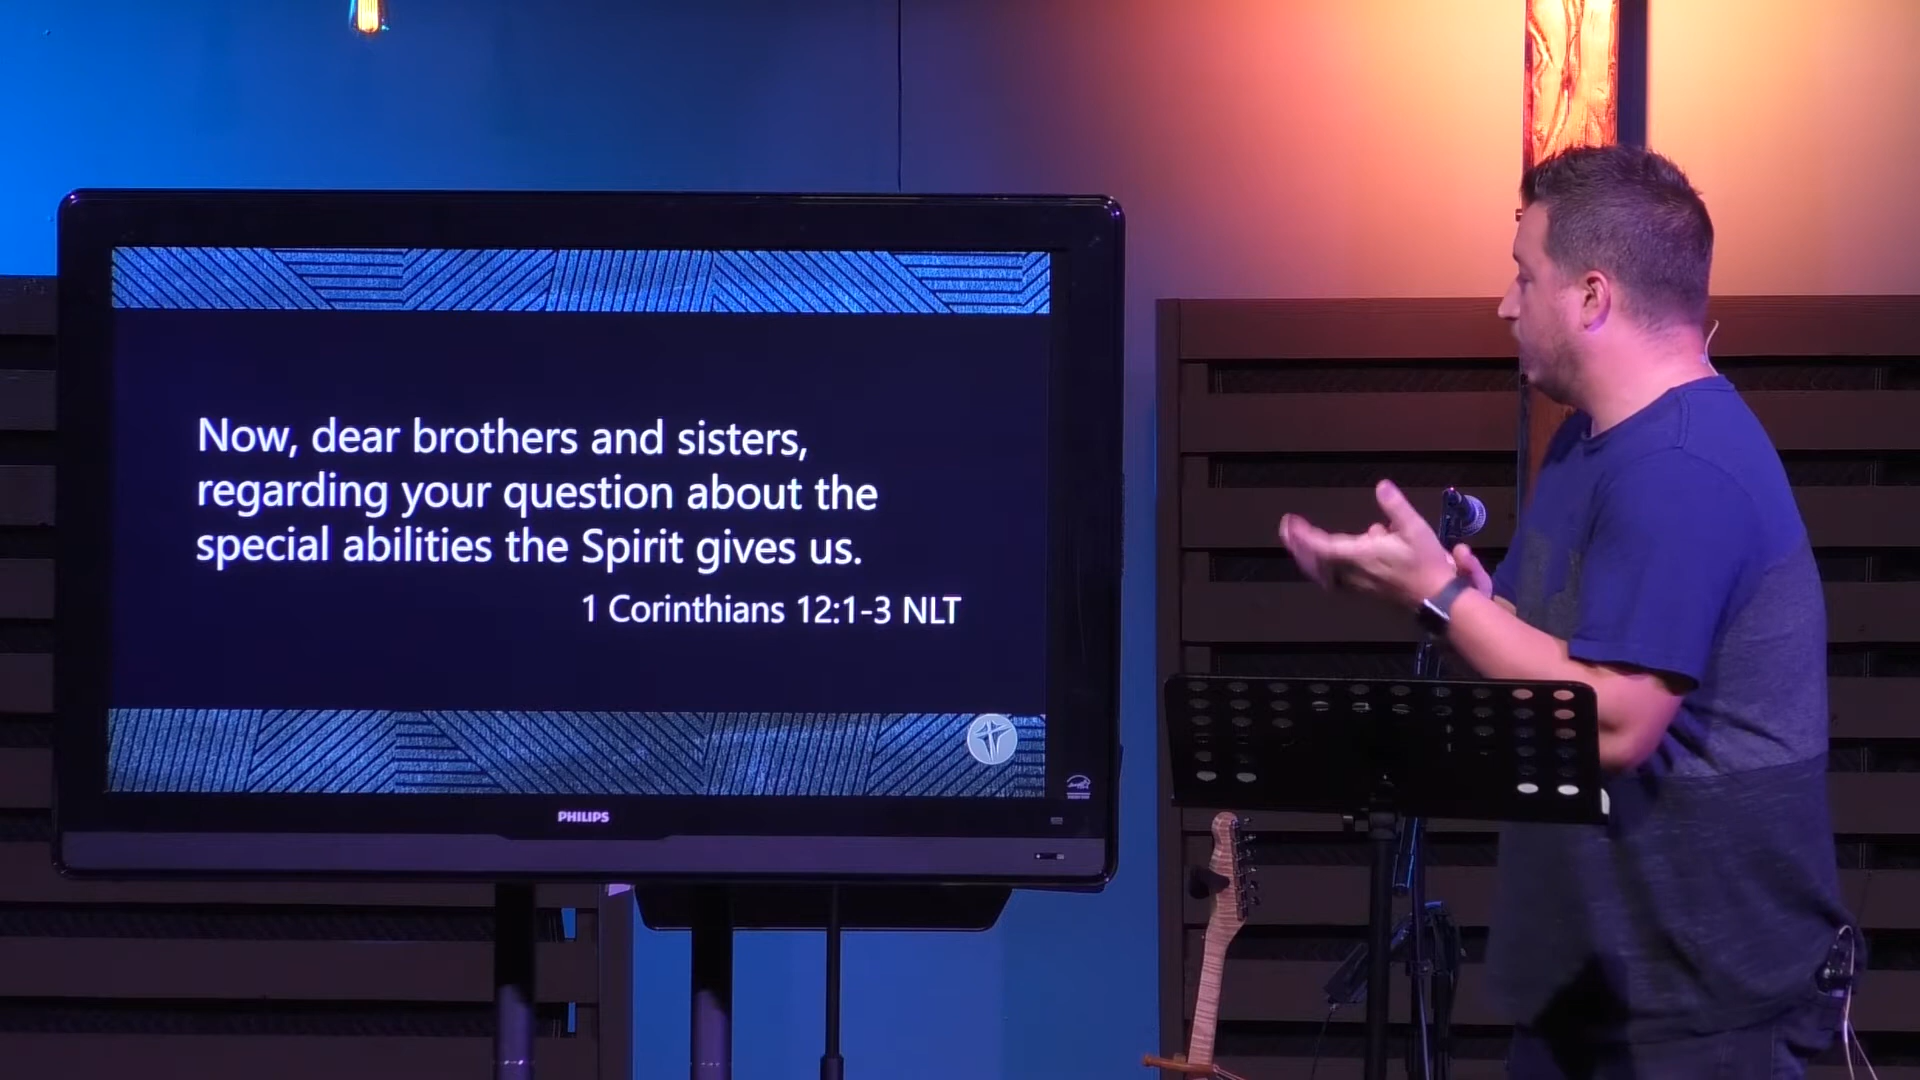 Now, dear brothers and sisters,
regarding your question about the
special abilities the Spirit gives us.
1 Corinthians 12:1-3 NLT
PHILIPS